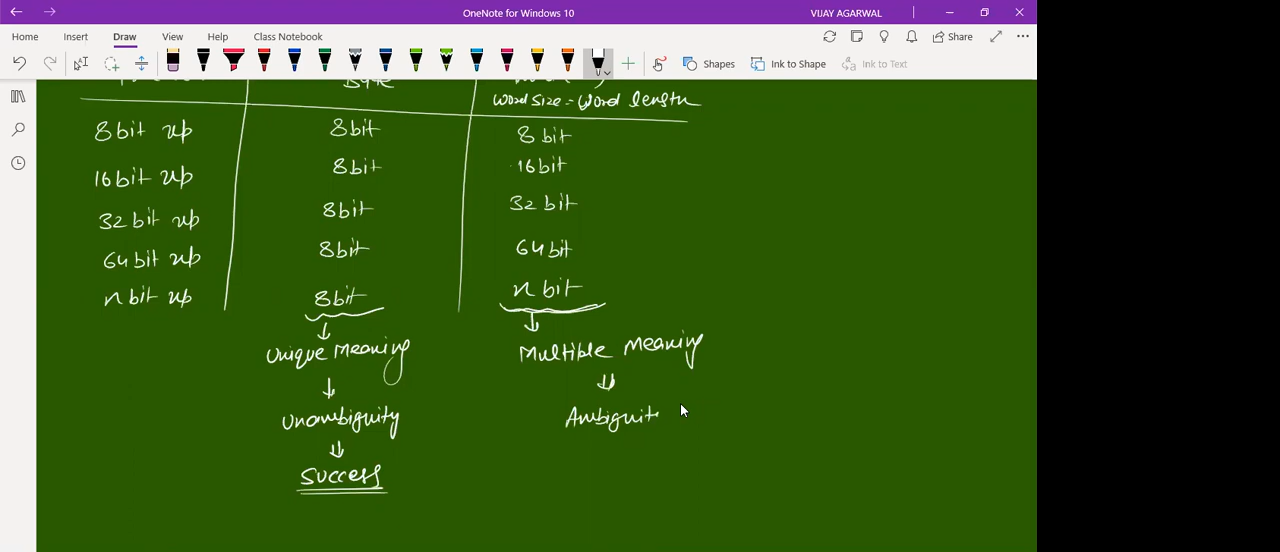 OneNote for Windows 10
VIJAY AGARWAL
Home Insert Draw View Help Class Notebook
Share
Shapes Ink to Shape Ink to Text
Byte
Word Size = Word length
8 bit up 8 bit 8 bit
16 bit up 8 bit 16 bit
32 bit up 8 bit 32 bit
64 bit up 8 bit 64 bit
n bit up 8 bit n bit
Unique Meaning Multible Meaning
Unambiguity Ambiguit
Success